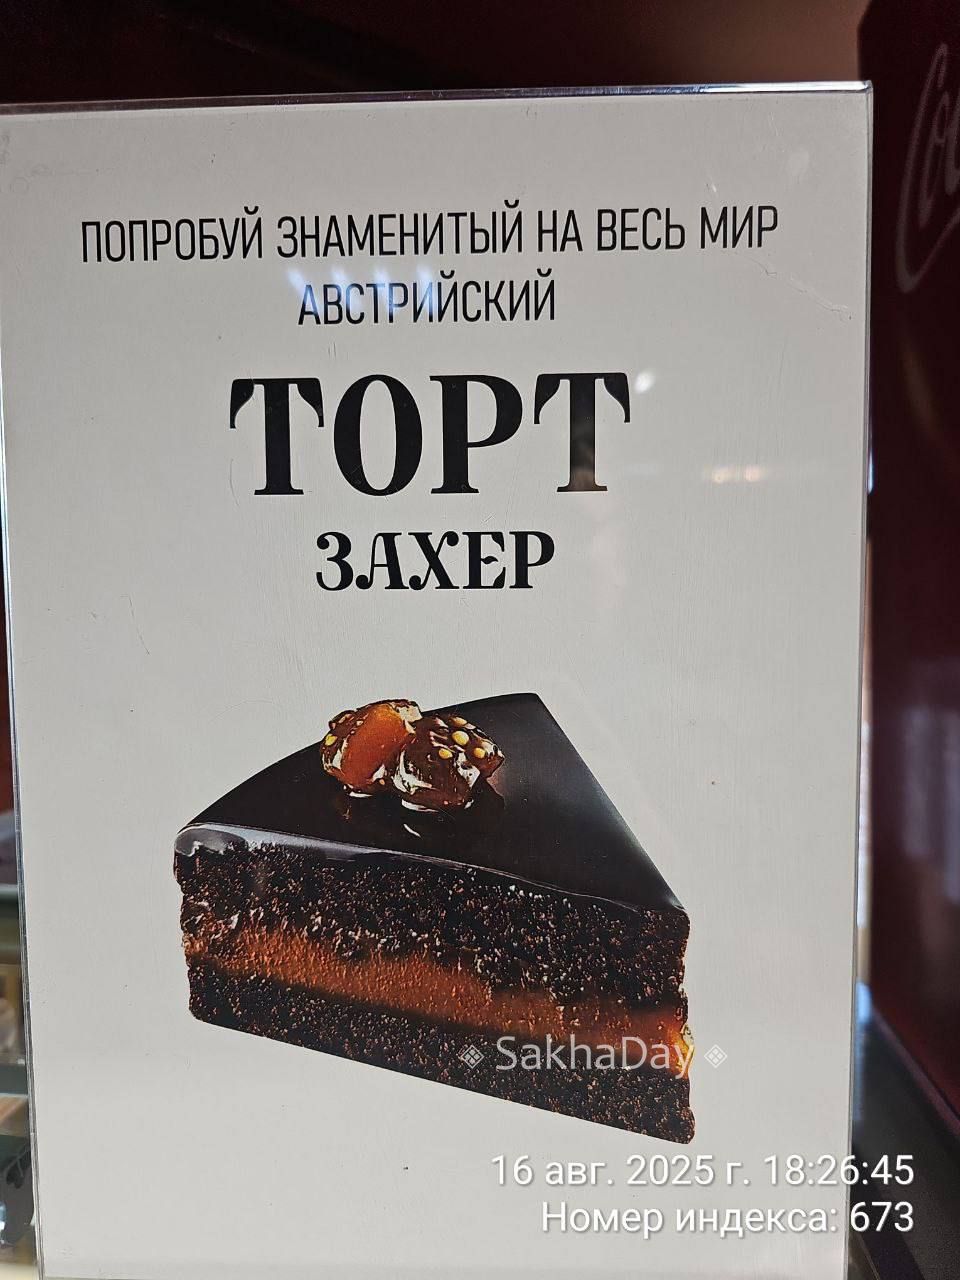 ПОПРОБУЙ ЗНАМЕНИТЫЙ НА ВЕСЬ МИР
АВСТРИЙСКИЙ
ТОРТ
ЗАХЕР
SakhaDay
16 авг. 2025 г. 18:26:45
Номер индекса: 673